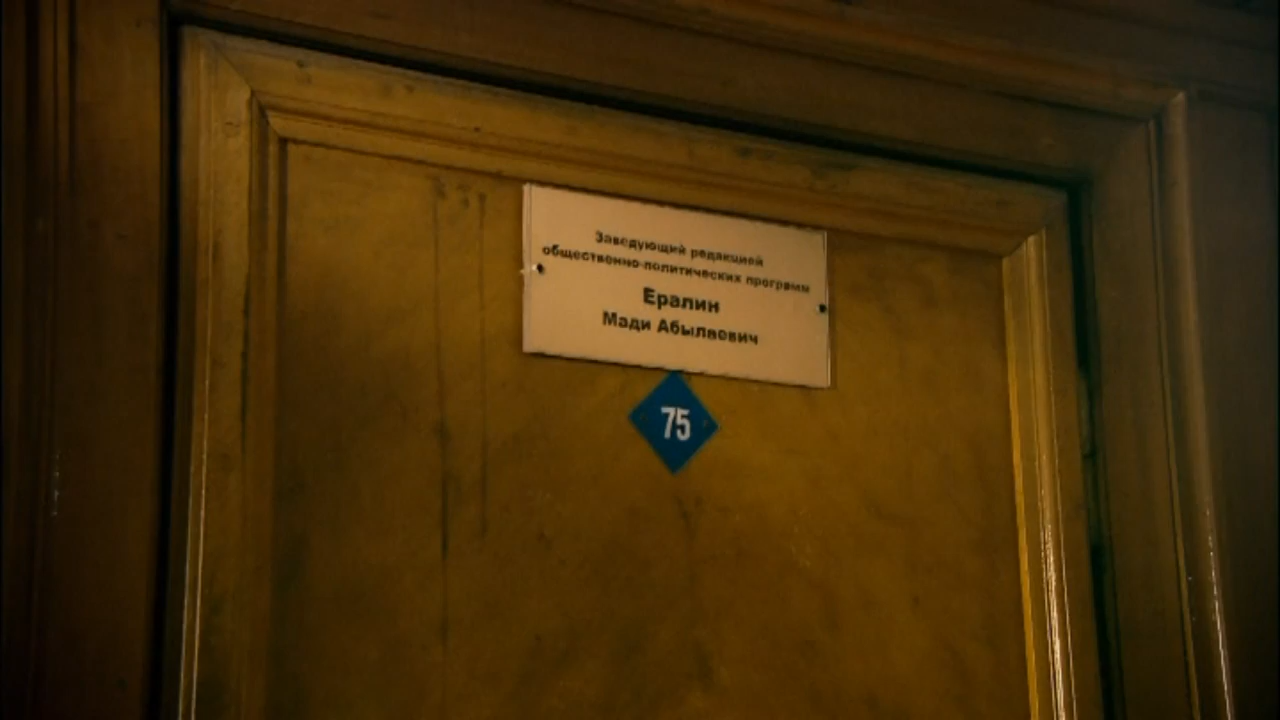 Заведующий редакцией
общественно-политических программ
Ералин
Мади Абылаевич
75